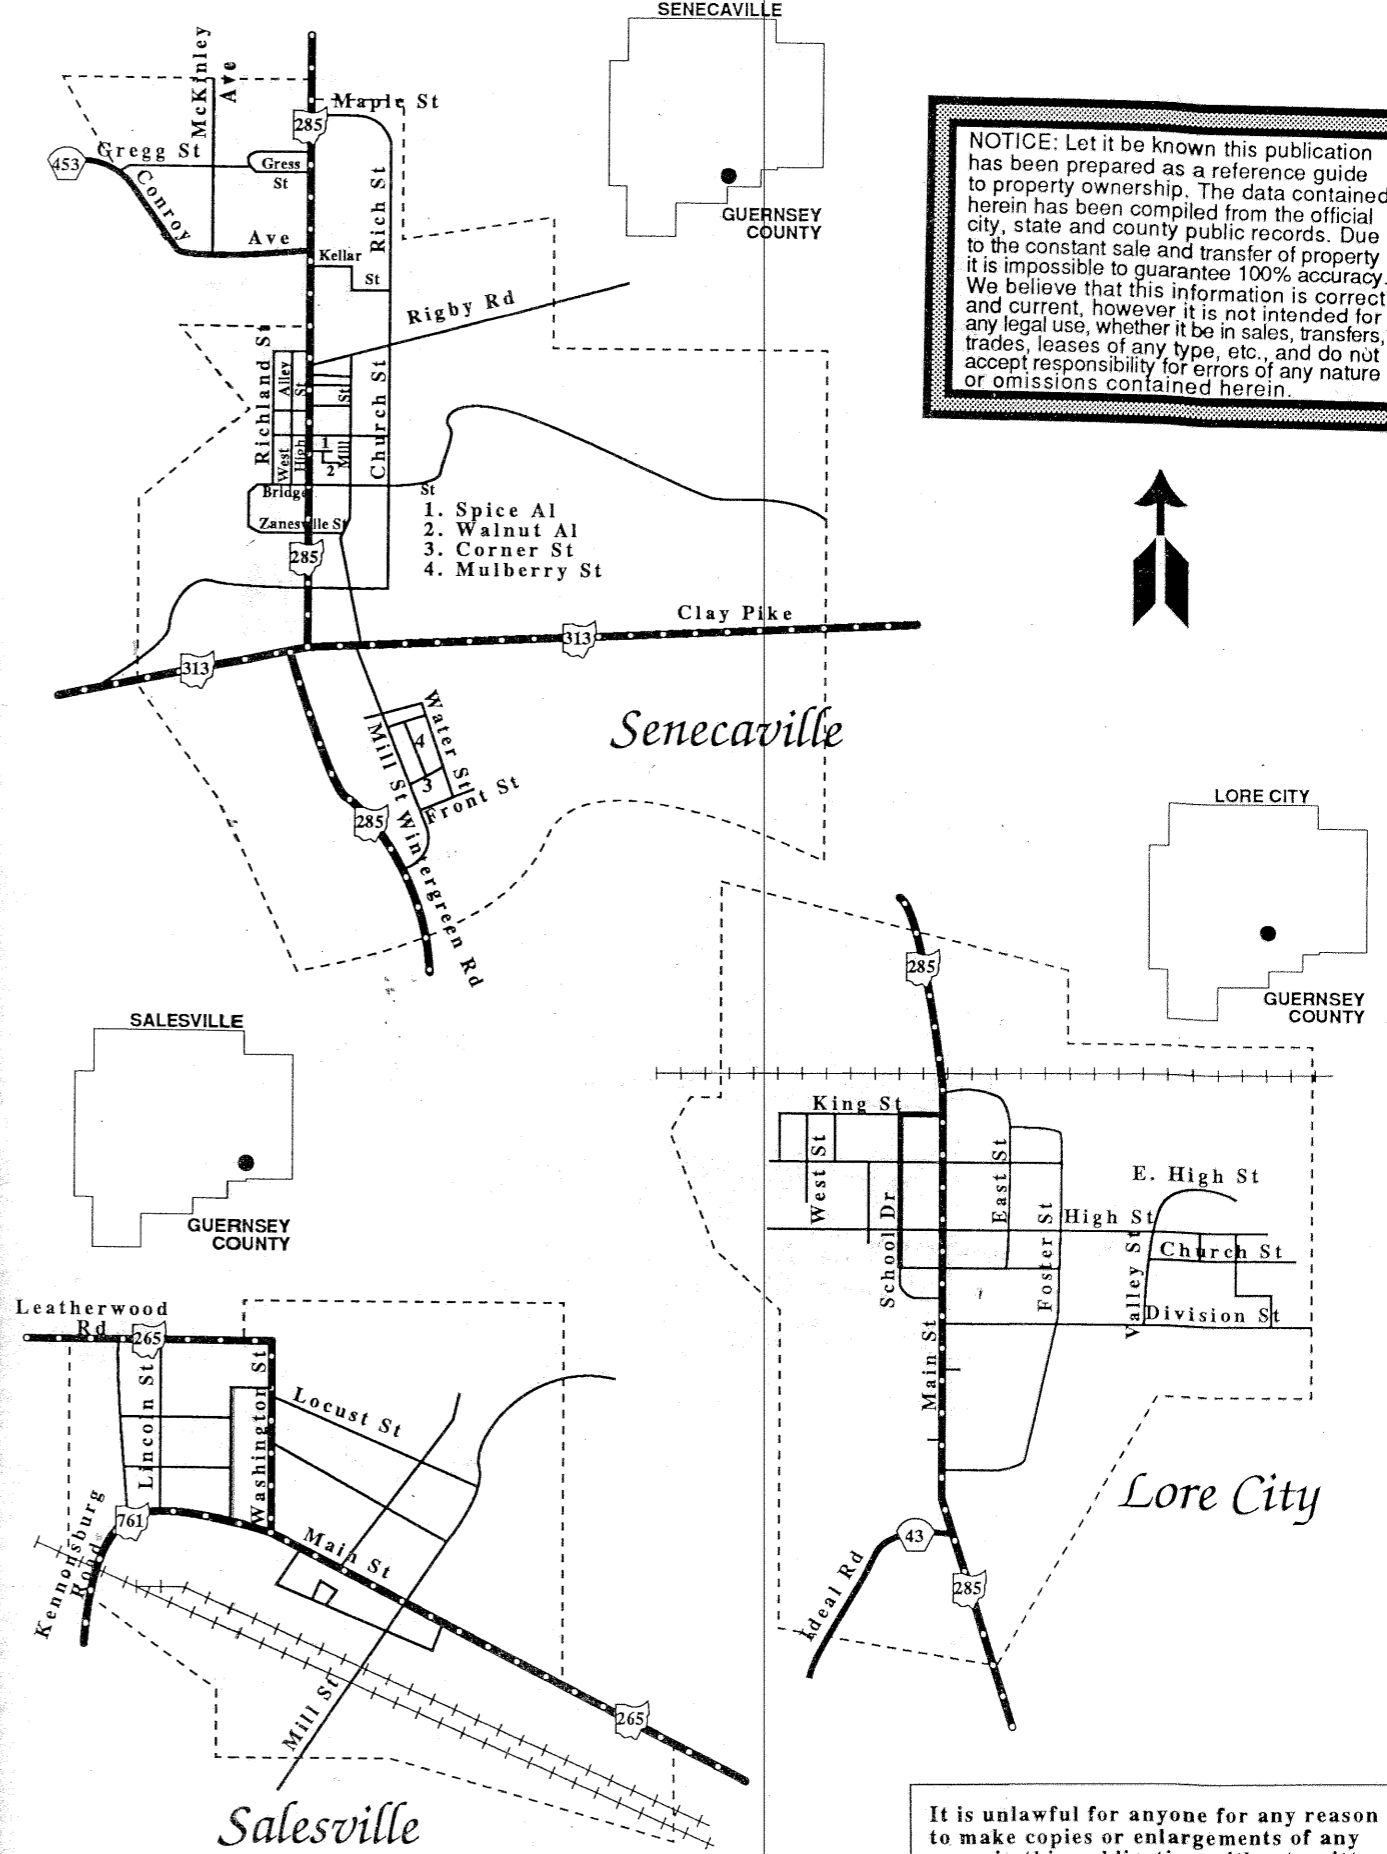 SENECAVILLE
GUERNSEY
COUNTY
McKinley
Ave
Maple St
285
453
Gregg St
Gress
St
Conroy
Ave
Rich St
Kellar
St
Rigby Rd
Richland St
Alley
St
St
Church St
West
High
1
2
Mill
Bridge
St
Zanesville St
1. Spice Al
2. Walnut Al
3. Corner St
4. Mulberry St
285
Clay Pike
313
313
Senecaville
Water St
4
3
Mill St
Front St
285
Wintergreen Rd
NOTICE: Let it be known this publication
has been prepared as a reference guide
to property ownership. The data contained
herein has been compiled from the official
city, state and county public records. Due
to the constant sale and transfer of property
it is impossible to guarantee 100% accuracy.
We believe that this information is correct
and current, however it is not intended for
any legal use, whether it be in sales, transfers,
trades, leases of any type, etc., and do not
accept responsibility for errors of any nature
or omissions contained herein.
LORE CITY
GUERNSEY
COUNTY
285
King St
West St
School Dr
East St
Foster St
High St
E. High St
Valley St
Church St
Division St
Main St
Lore City
43
Ideal Rd
285
SALESVILLE
GUERNSEY
COUNTY
Leatherwood
Rd
265
Lincoln St
Washington St
Locust St
761
Kennonsburg
Road
Main St
Mill St
265
Salesville
It is unlawful for anyone for any reason
to make copies or enlargements of any